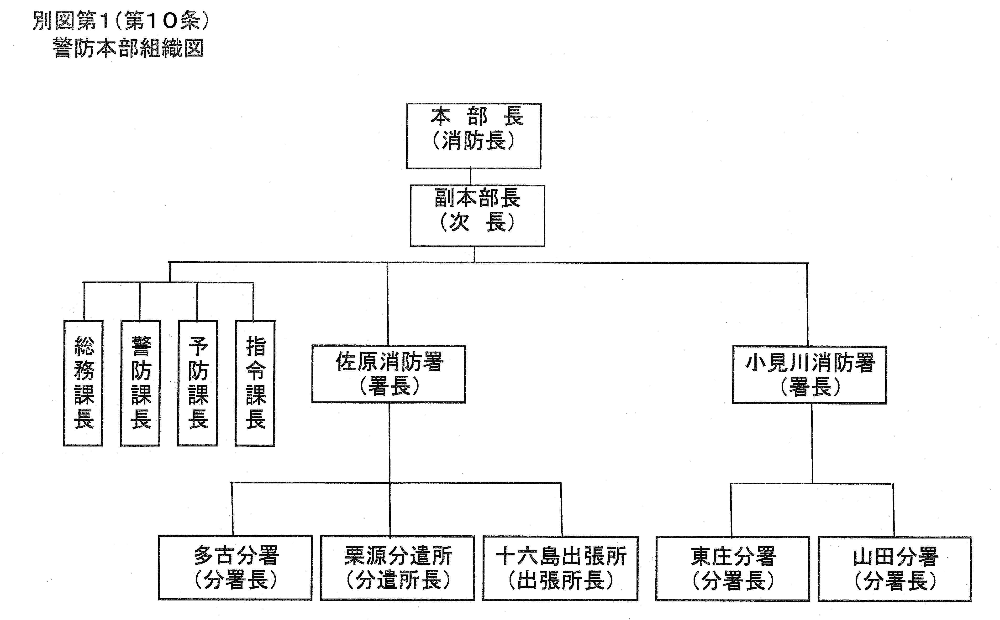 別図第1(第10条)
警防本部組織図
本　部　長
(消防長)
副本部長
(次　長)
総務課長
警防課長
予防課長
指令課長
佐原消防署
(署長)
小見川消防署
(署長)
多古分署
(分署長)
栗源分遣所
(分遣所長)
十六島出張所
(出張所長)
東庄分署
(分署長)
山田分署
(分署長)